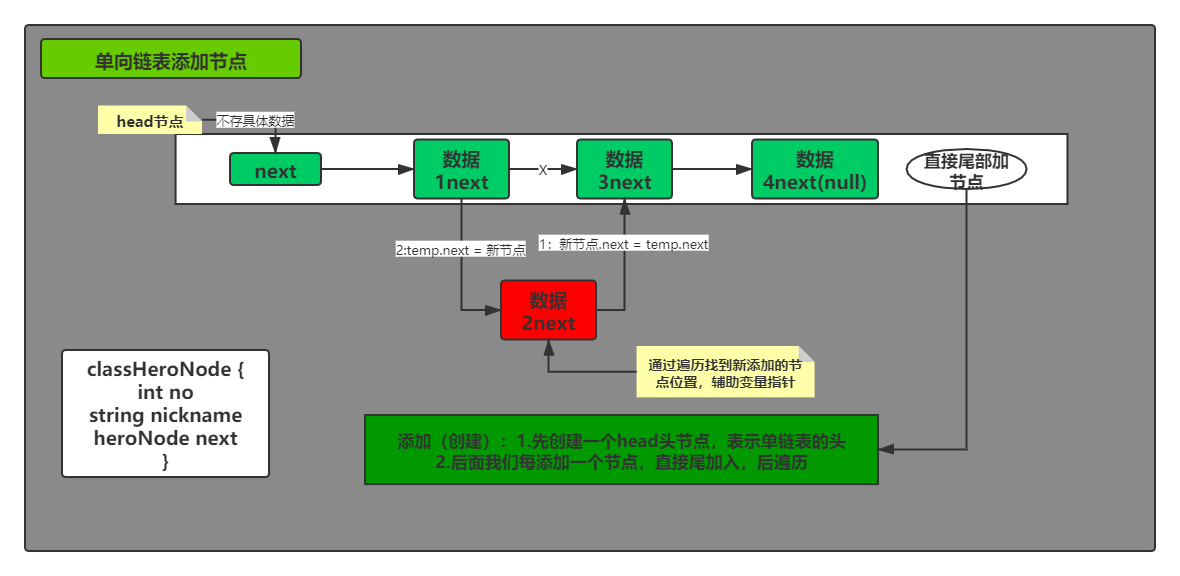 单向链表添加节点
head节点
不存具体数据
next
数据
1next
X
数据
3next
数据
4next(null)
直接尾部加
节点
2:temp.next = 新节点
1：新节点.next = temp.next
数据
2next
通过遍历找到新添加的节
点位置，辅助变量指针
classHeroNode {
int no
string nickname
heroNode next
}
添加（创建）：1.先创建一个head头节点，表示单链表的头
2.后面我们每添加一个节点，直接尾加入，后遍历